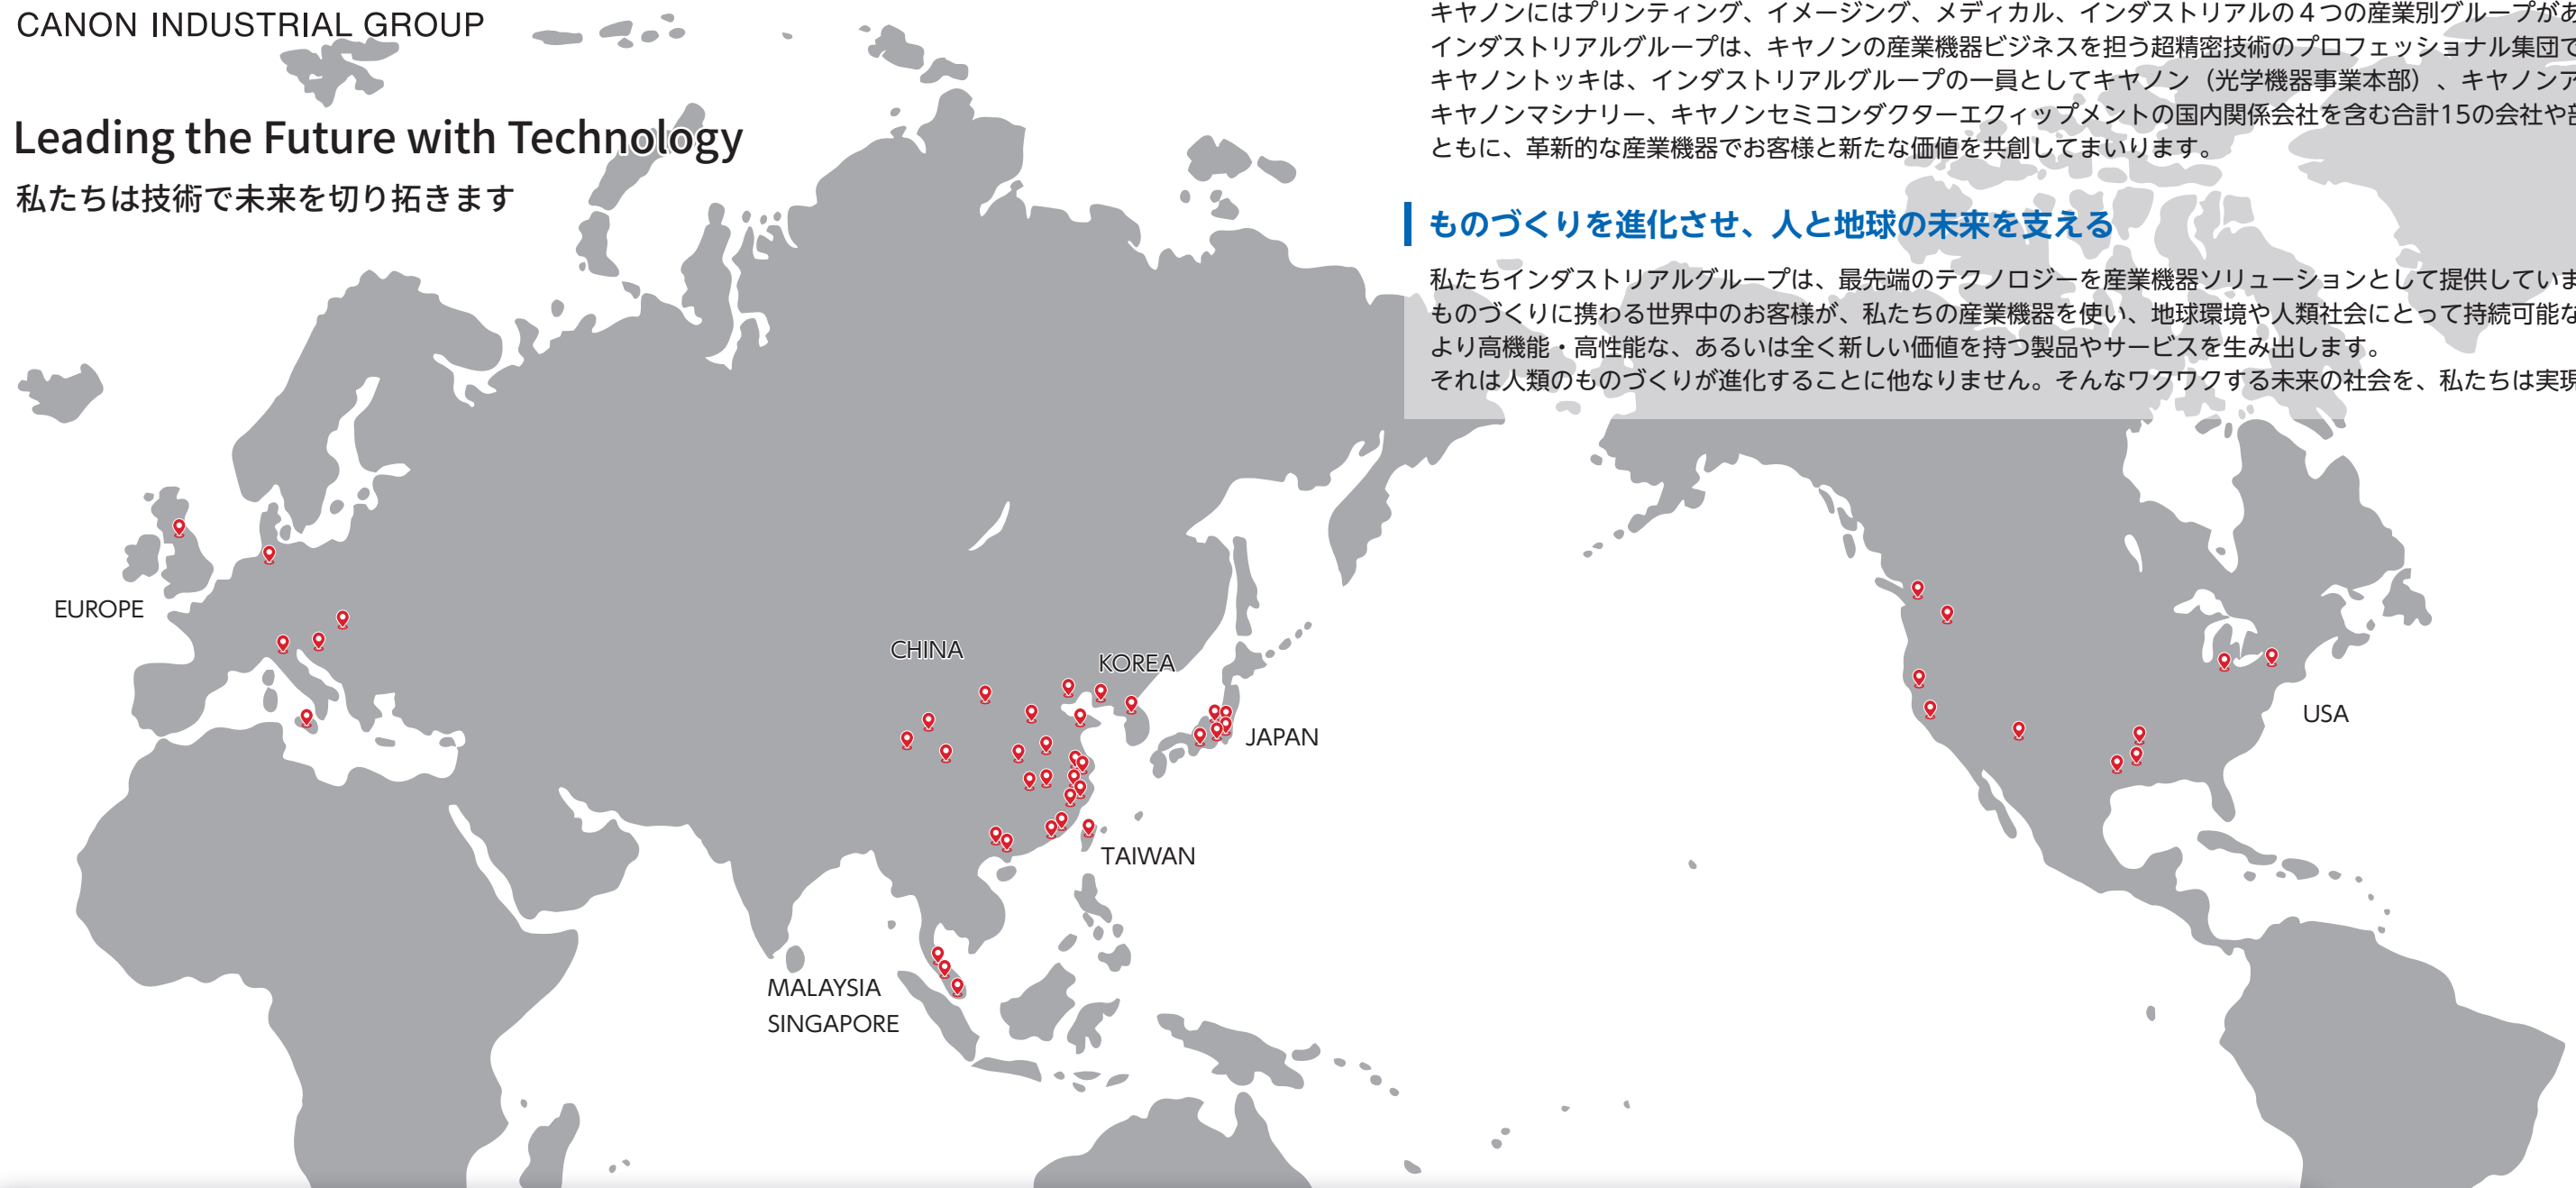 CANON INDUSTRIAL GROUP
Leading the Future with Technology
私たちは技術で未来を切り拓きます
キヤノンにはプリンティング、イメージング、メディカル、インダストリアルの４つの産業別グループがあ
インダストリアルグループは、キヤノンの産業機器ビジネスを担う超精密技術のプロフェッショナル集団で
キヤノントッキは、インダストリアルグループの一員としてキヤノン（光学機器事業本部）、キヤノンア
キヤノンマシナリー、キヤノンセミコンダクターエクィップメントの国内関係会社を含む合計15の会社や部
ともに、革新的な産業機器でお客様と新たな価値を共創してまいります。
ものづくりを進化させ、人と地球の未来を支える
私たちインダストリアルグループは、最先端のテクノロジーを産業機器ソリューションとして提供していま
ものづくりに携わる世界中のお客様が、私たちの産業機器を使い、地球環境や人類社会にとって持続可能な
より高機能・高性能な、あるいは全く新しい価値を持つ製品やサービスを生み出します。
それは人類のものづくりが進化することに他なりません。そんなワクワクする未来の社会を、私たちは実現
EUROPE
CHINA
KOREA
JAPAN
USA
TAIWAN
MALAYSIA
SINGAPORE